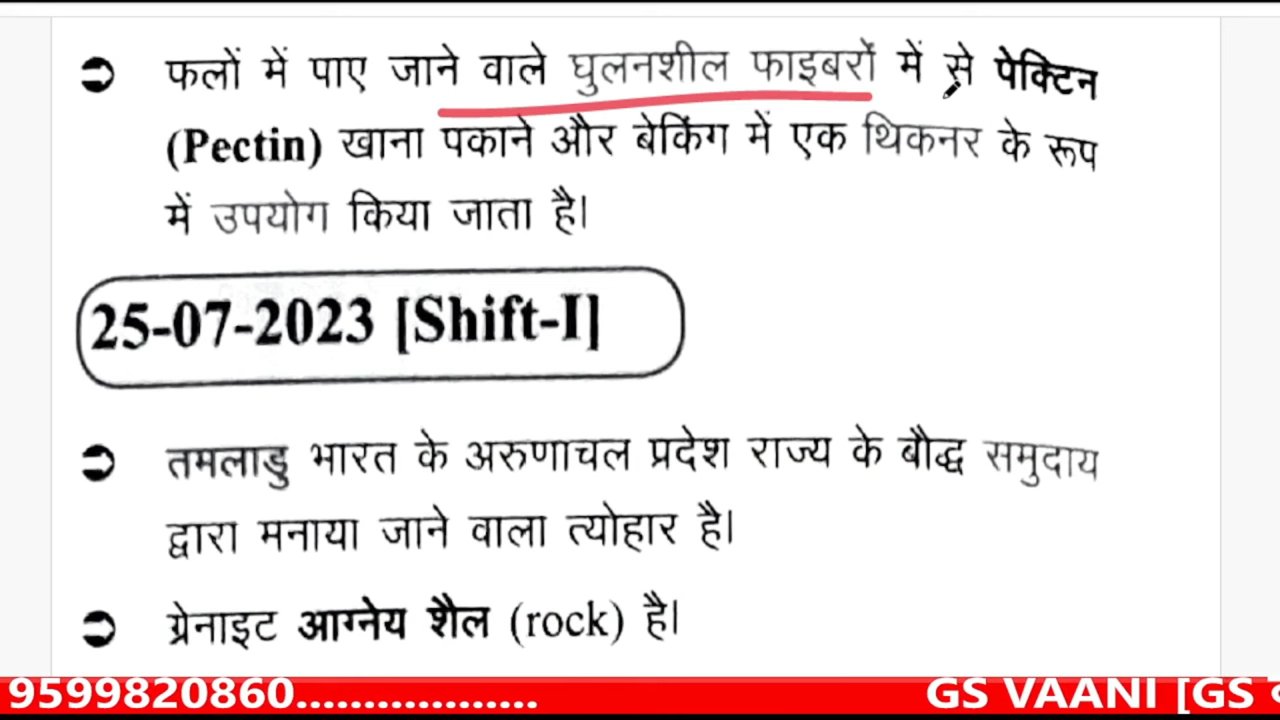 ➲ फलों में पाए जाने वाले घुलनशील फाइबरों में से पेक्टिन
(Pectin) खाना पकाने और बेकिंग में एक थिकनर के रूप
में उपयोग किया जाता है।
25-07-2023 [Shift-I]
➲ तमलाडु भारत के अरुणाचल प्रदेश राज्य के बौद्ध समुदाय
द्वारा मनाया जाने वाला त्योहार है।
➲ ग्रेनाइट आग्नेय शैल (rock) है।
9599820860.................. GS VAANI [GS